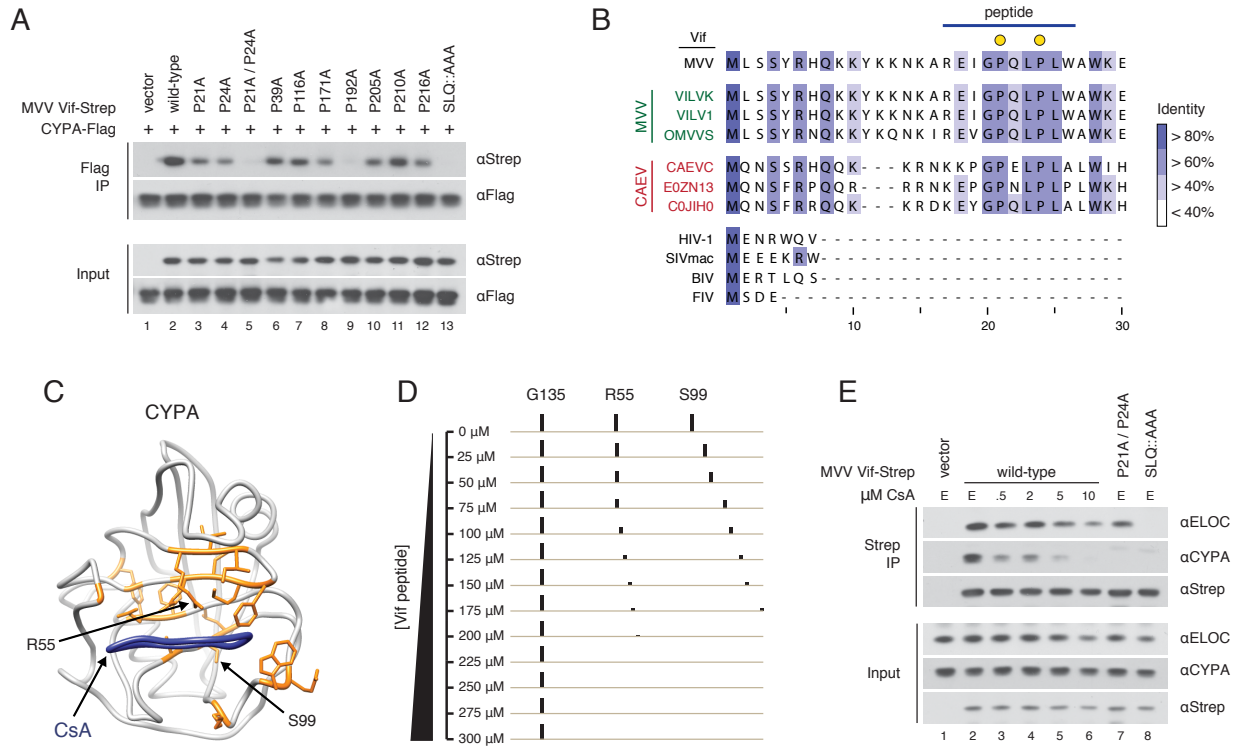 A
MVV Vif-Strep
vector
wild-type
P21A
P24A
P21A / P24A
P39A
P116A
P171A
P192A
P205A
P210A
P216A
SLQ::AAA
CYPA-Flag + + + + + + + + + + + + +
Flag IP
αStrep
αFlag
Input
αStrep
αFlag
1 2 3 4 5 6 7 8 9 10 11 12 13
B
peptide
Vif
MVV M L S S Y R H Q K K Y K K N K A R E I G P Q L P L W A W K E
MVV
VILVK M L S S Y R H Q K K Y K K N K A R E I G P Q L P L W A W K E
VILV1 M L S S Y R H Q K K Y K K N K A R E I G P Q L P L W A W K E
OMVVS M L S S Y R N Q K K Y K Q N K I R E V G P Q L P L W A W K E
CAEV
CAEVC M Q N S S R H Q Q K - - - K R N K K P G P E L P L A L W I H
E0ZN13 M Q N S F R P Q Q R - - - R R N K E P G P N L P L P L W K H
C0JIH0 M Q N S F R R Q Q K - - - R D K E Y G P Q L P L A L W K H
HIV-1 M E N R W Q V - - - - - - - - - - - - - - - - - - - - - - -
SIVmac M E E E K R W - - - - - - - - - - - - - - - - - - - - - - -
BIV M E R T L Q S - - - - - - - - - - - - - - - - - - - - - - -
FIV M S D E - - - - - - - - - - - - - - - - - - - - - - - - - -
10 20 30
Identity
> 80%
> 60%
> 40%
< 40%
C
CYPA
R55
CsA
S99
D
G135 R55 S99
[Vif peptide]
0 μM
25 μM
50 μM
75 μM
100 μM
125 μM
150 μM
175 μM
200 μM
225 μM
250 μM
275 μM
300 μM
E
MVV Vif-Strep
vector
wild-type
P21A / P24A
SLQ::AAA
μM CsA E E .5 2 5 10 E E
Strep IP
αELOC
αCYPA
αStrep
Input
αELOC
αCYPA
αStrep
1 2 3 4 5 6 7 8